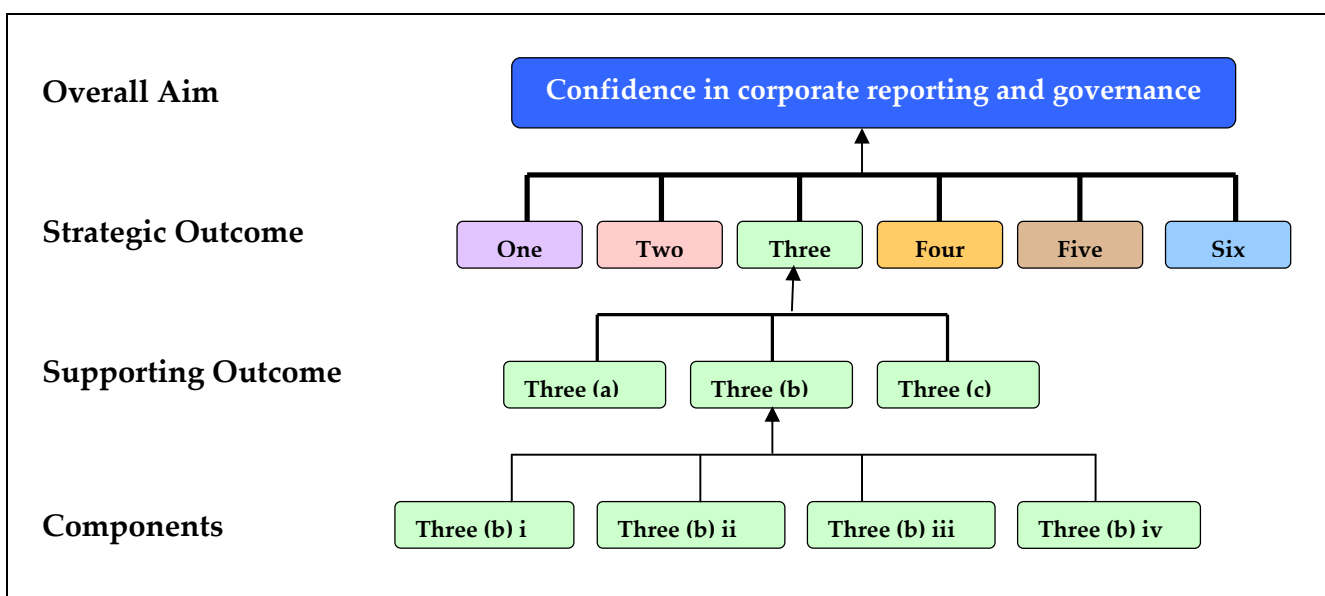 Overall Aim
Confidence in corporate reporting and governance
Strategic Outcome
One
Two
Three
Four
Five
Six
Supporting Outcome
Three (a)
Three (b)
Three (c)
Components
Three (b) i
Three (b) ii
Three (b) iii
Three (b) iv